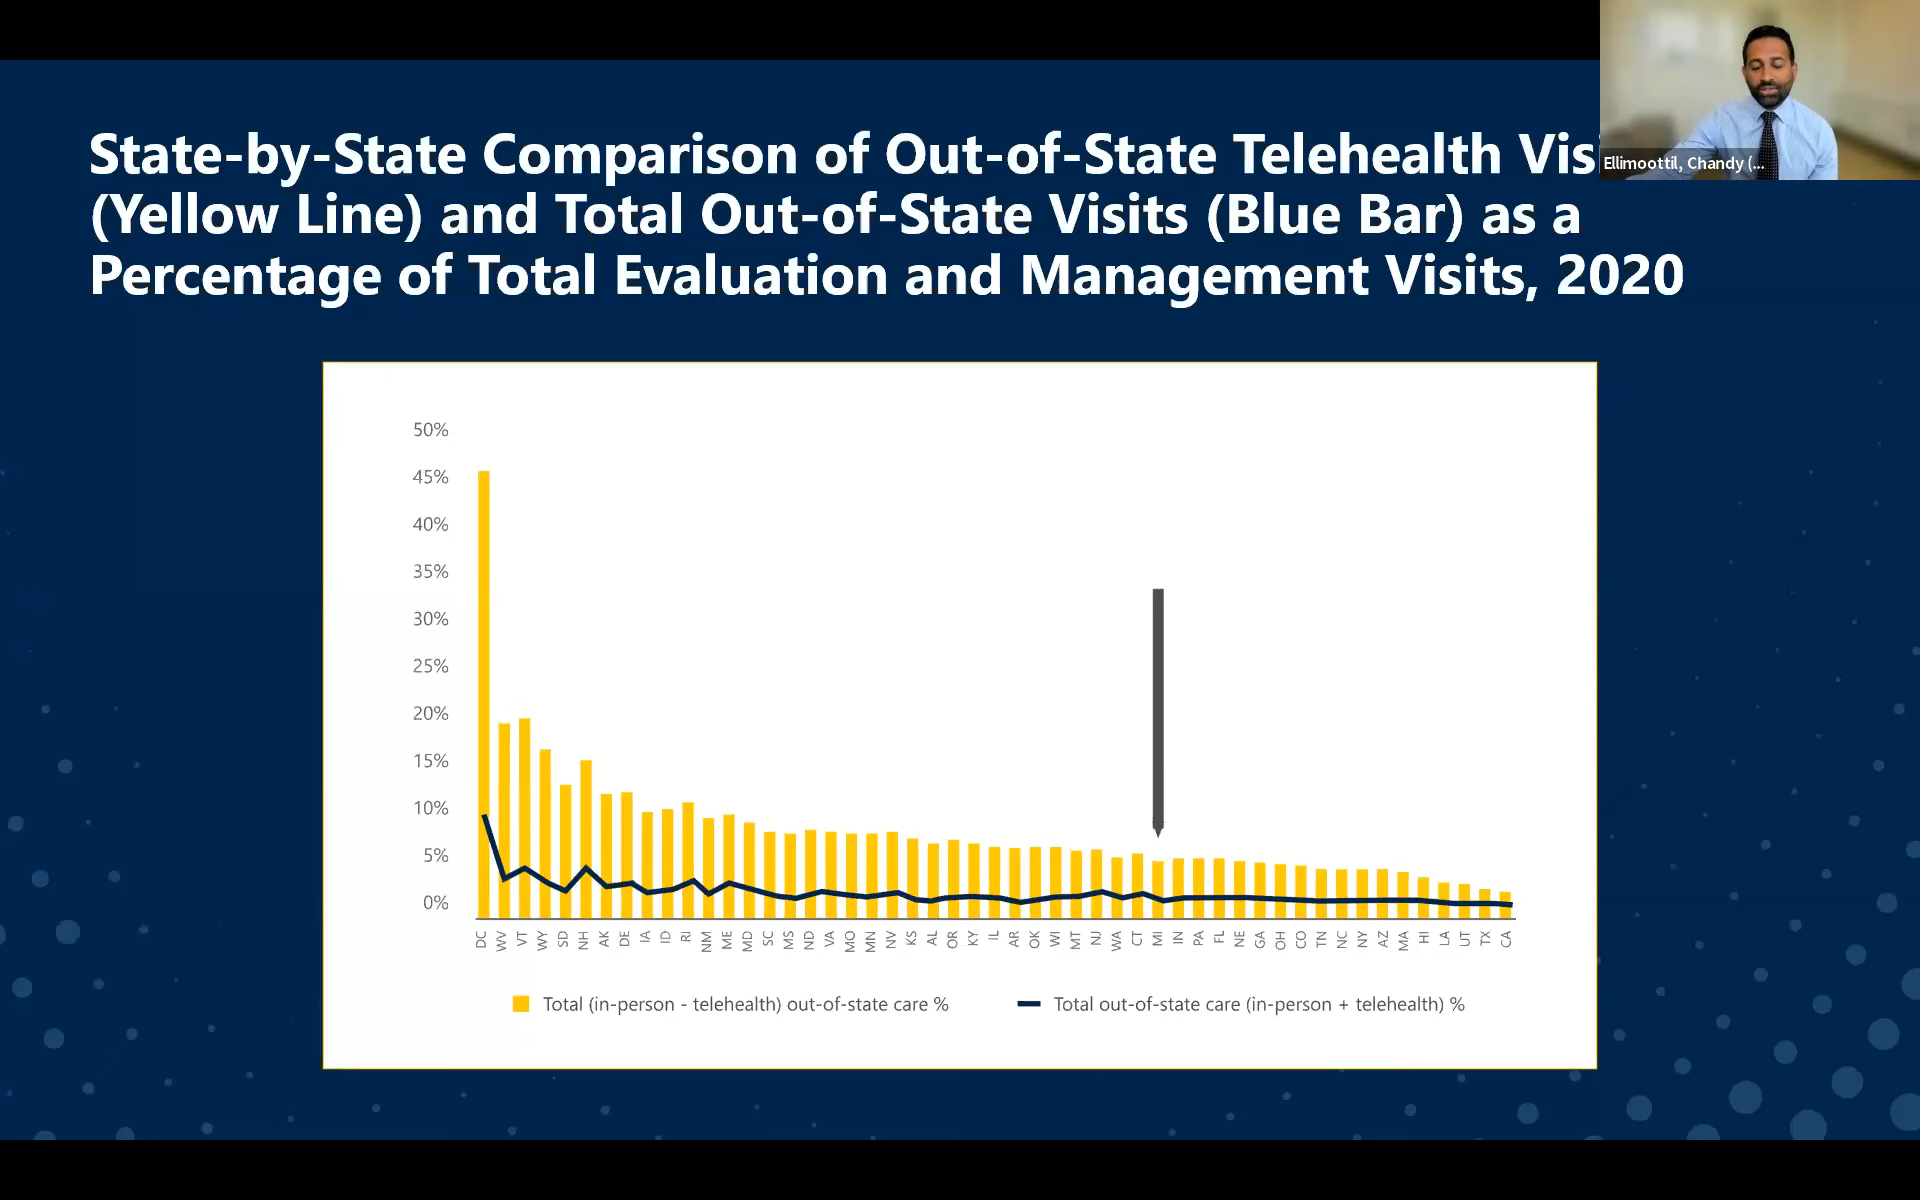 State-by-State Comparison of Out-of-State Telehealth Vis
(Yellow Line) and Total Out-of-State Visits (Blue Bar) as a
Percentage of Total Evaluation and Management Visits, 2020
Ellimoottil, Chandy (...
50%
45%
40%
35%
30%
25%
20%
15%
10%
5%
0%
DC WV VT WY SD NH AK DE IA ID RI NM ME MD SC MS ND VA MO MN NV KS AL OR KY IL AR OK WI MT NJ WA CT MI IN PA FL NE GA OH CO TN NC NY AZ MA HI LA UT TX CA
Total (in-person - telehealth) out-of-state care % Total out-of-state care (in-person + telehealth) %